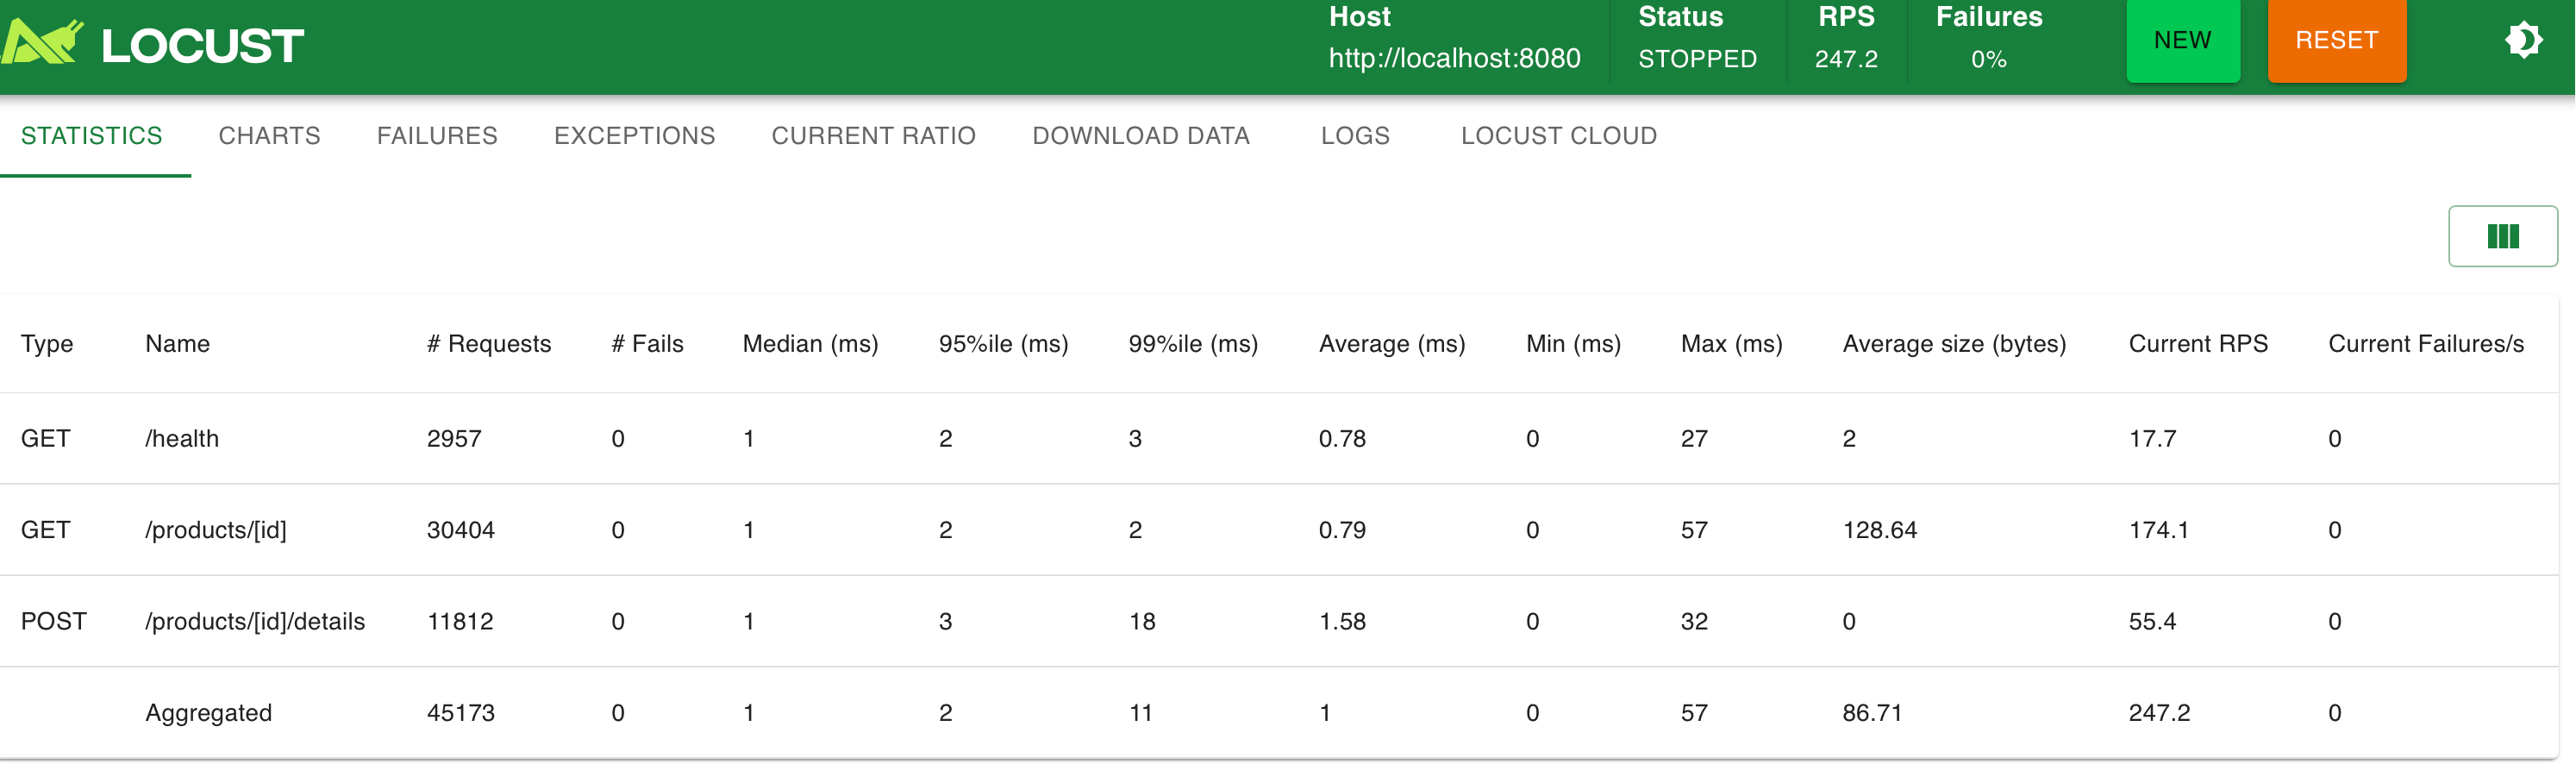 LOCUST
Host
http://localhost:8080
Status
STOPPED
RPS
247.2
Failures
0%
NEW
RESET
STATISTICS CHARTS FAILURES EXCEPTIONS CURRENT RATIO DOWNLOAD DATA LOGS LOCUST CLOUD
Type Name # Requests # Fails Median (ms) 95%ile (ms) 99%ile (ms) Average (ms) Min (ms) Max (ms) Average size (bytes) Current RPS Current Failures/s
GET /health 2957 0 1 2 3 0.78 0 27 2 17.7 0
GET /products/[id] 30404 0 1 2 2 0.79 0 57 128.64 174.1 0
POST /products/[id]/details 11812 0 1 3 18 1.58 0 32 0 55.4 0
Aggregated 45173 0 1 2 11 1 0 57 86.71 247.2 0